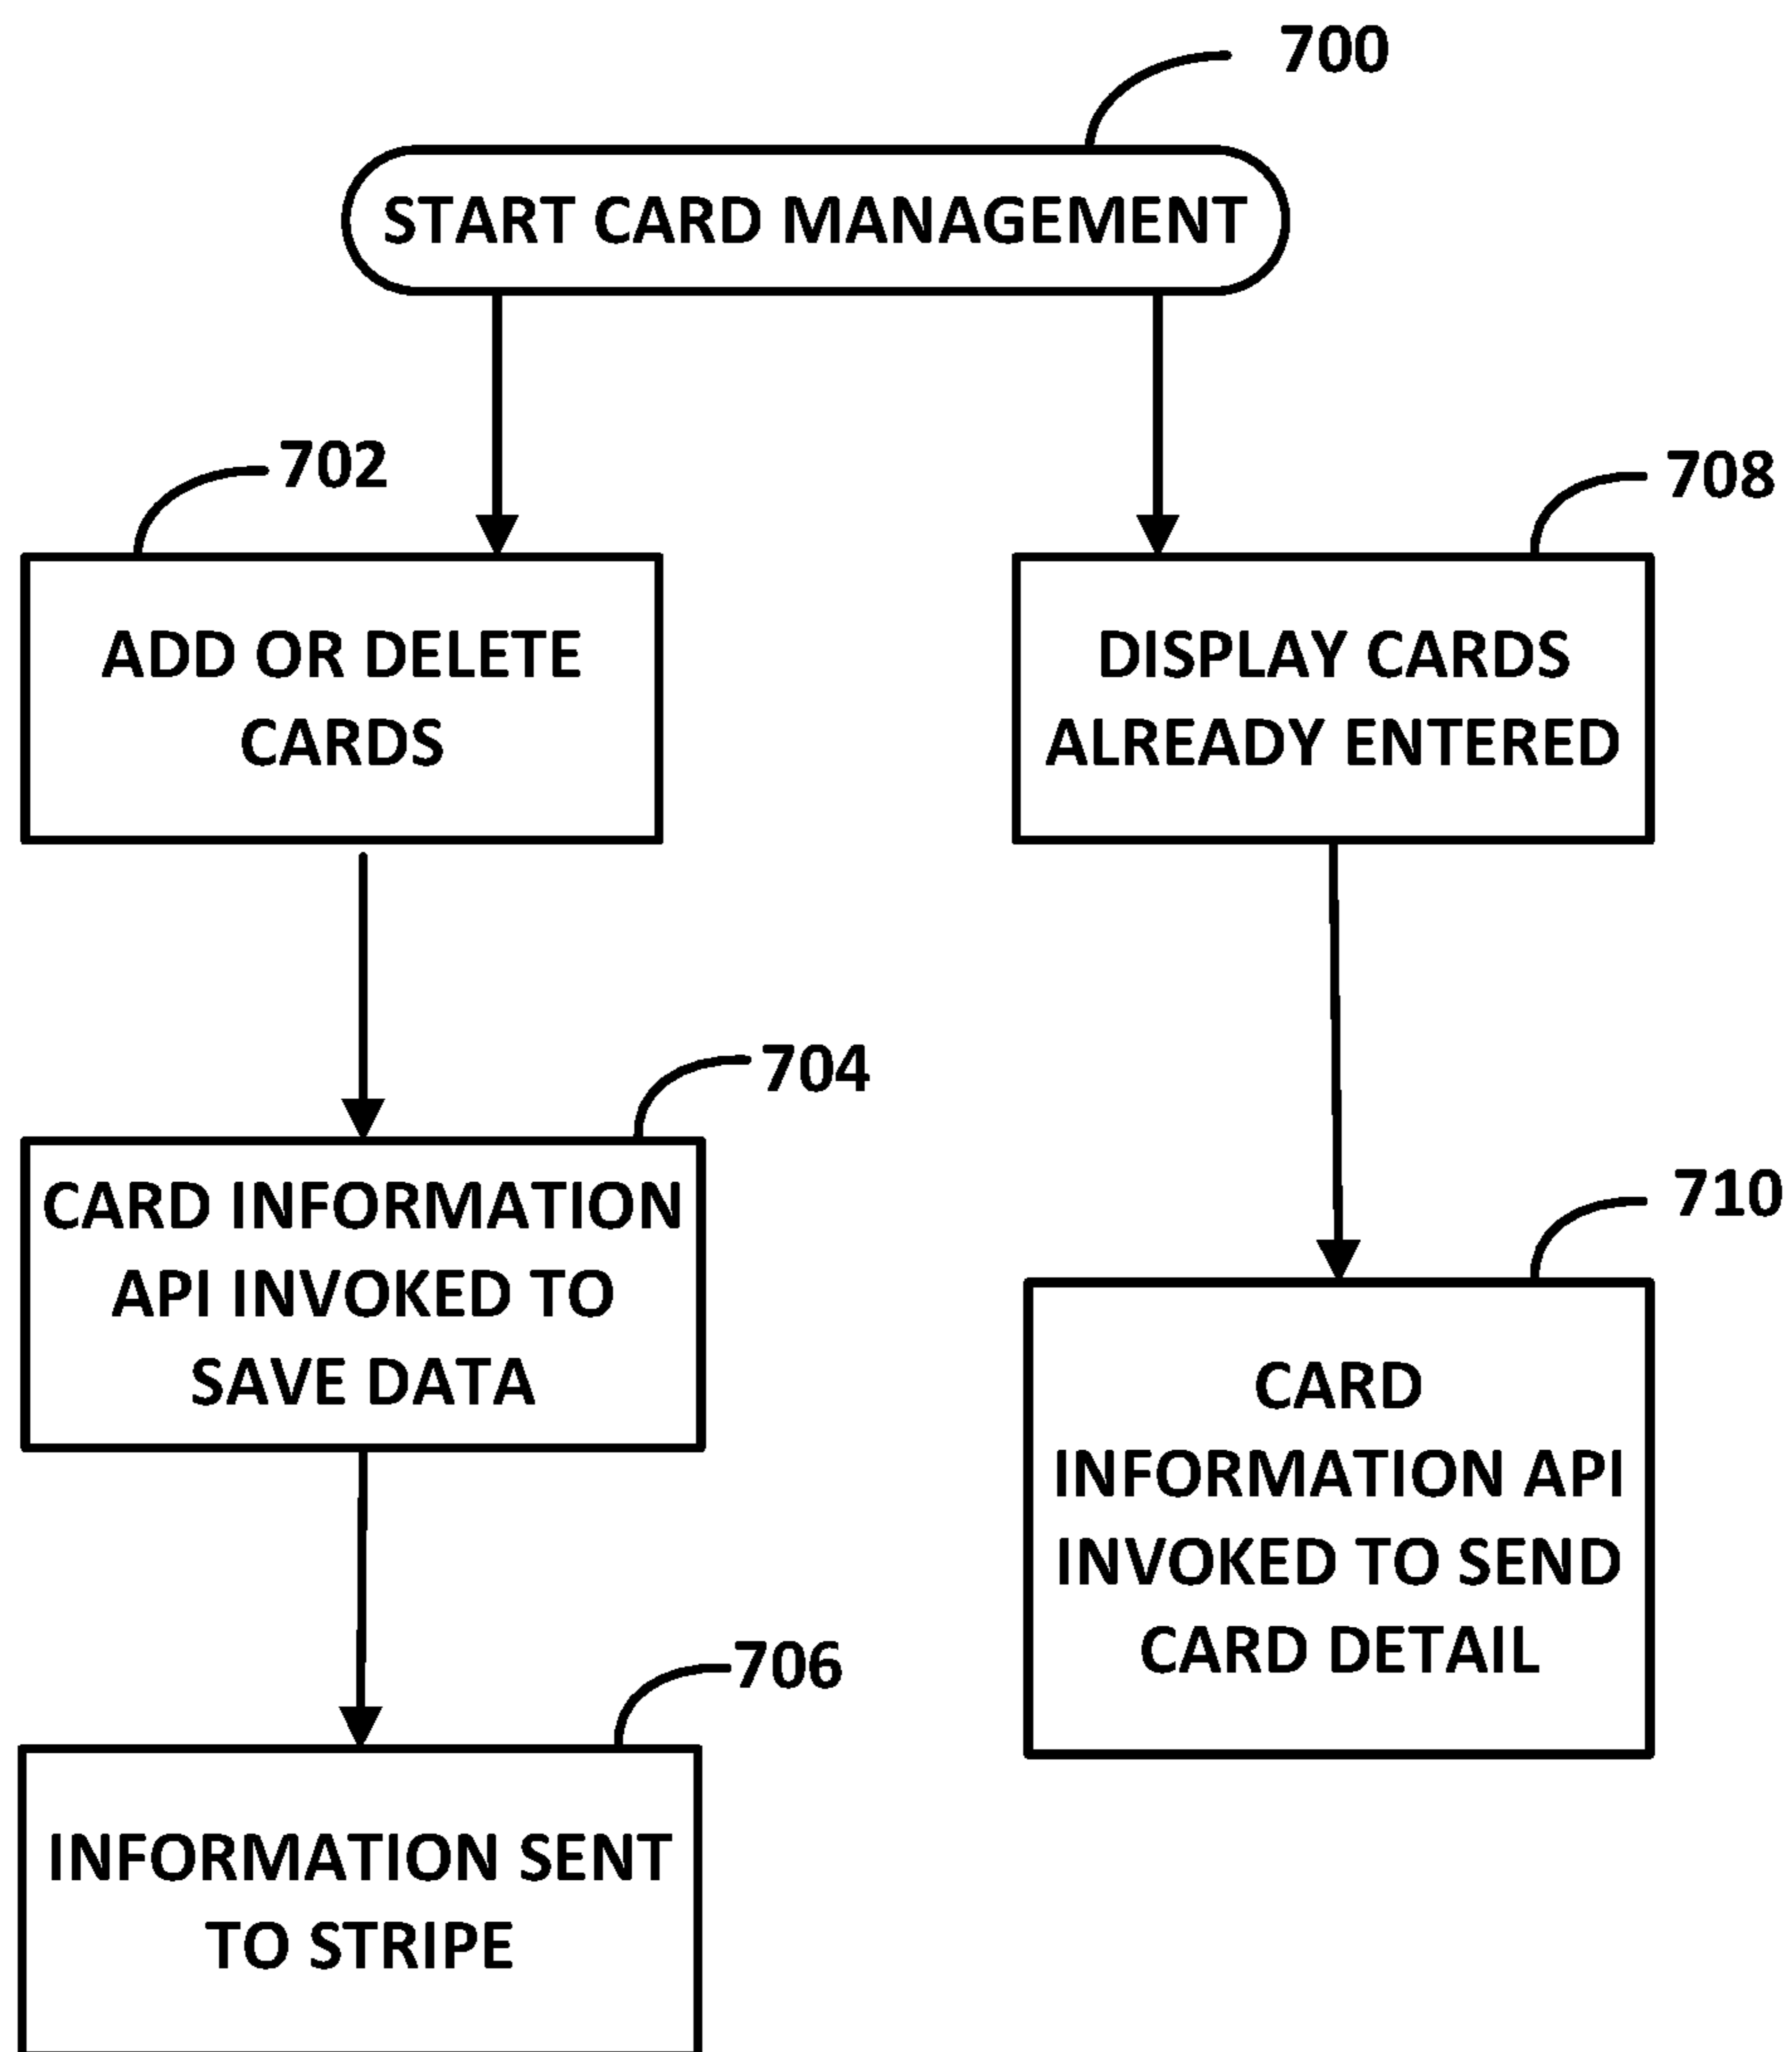 700
START CARD MANAGEMENT
702
ADD OR DELETE
CARDS
704
CARD INFORMATION
API INVOKED TO
SAVE DATA
706
INFORMATION SENT
TO STRIPE
708
DISPLAY CARDS
ALREADY ENTERED
710
CARD
INFORMATION API
INVOKED TO SEND
CARD DETAIL